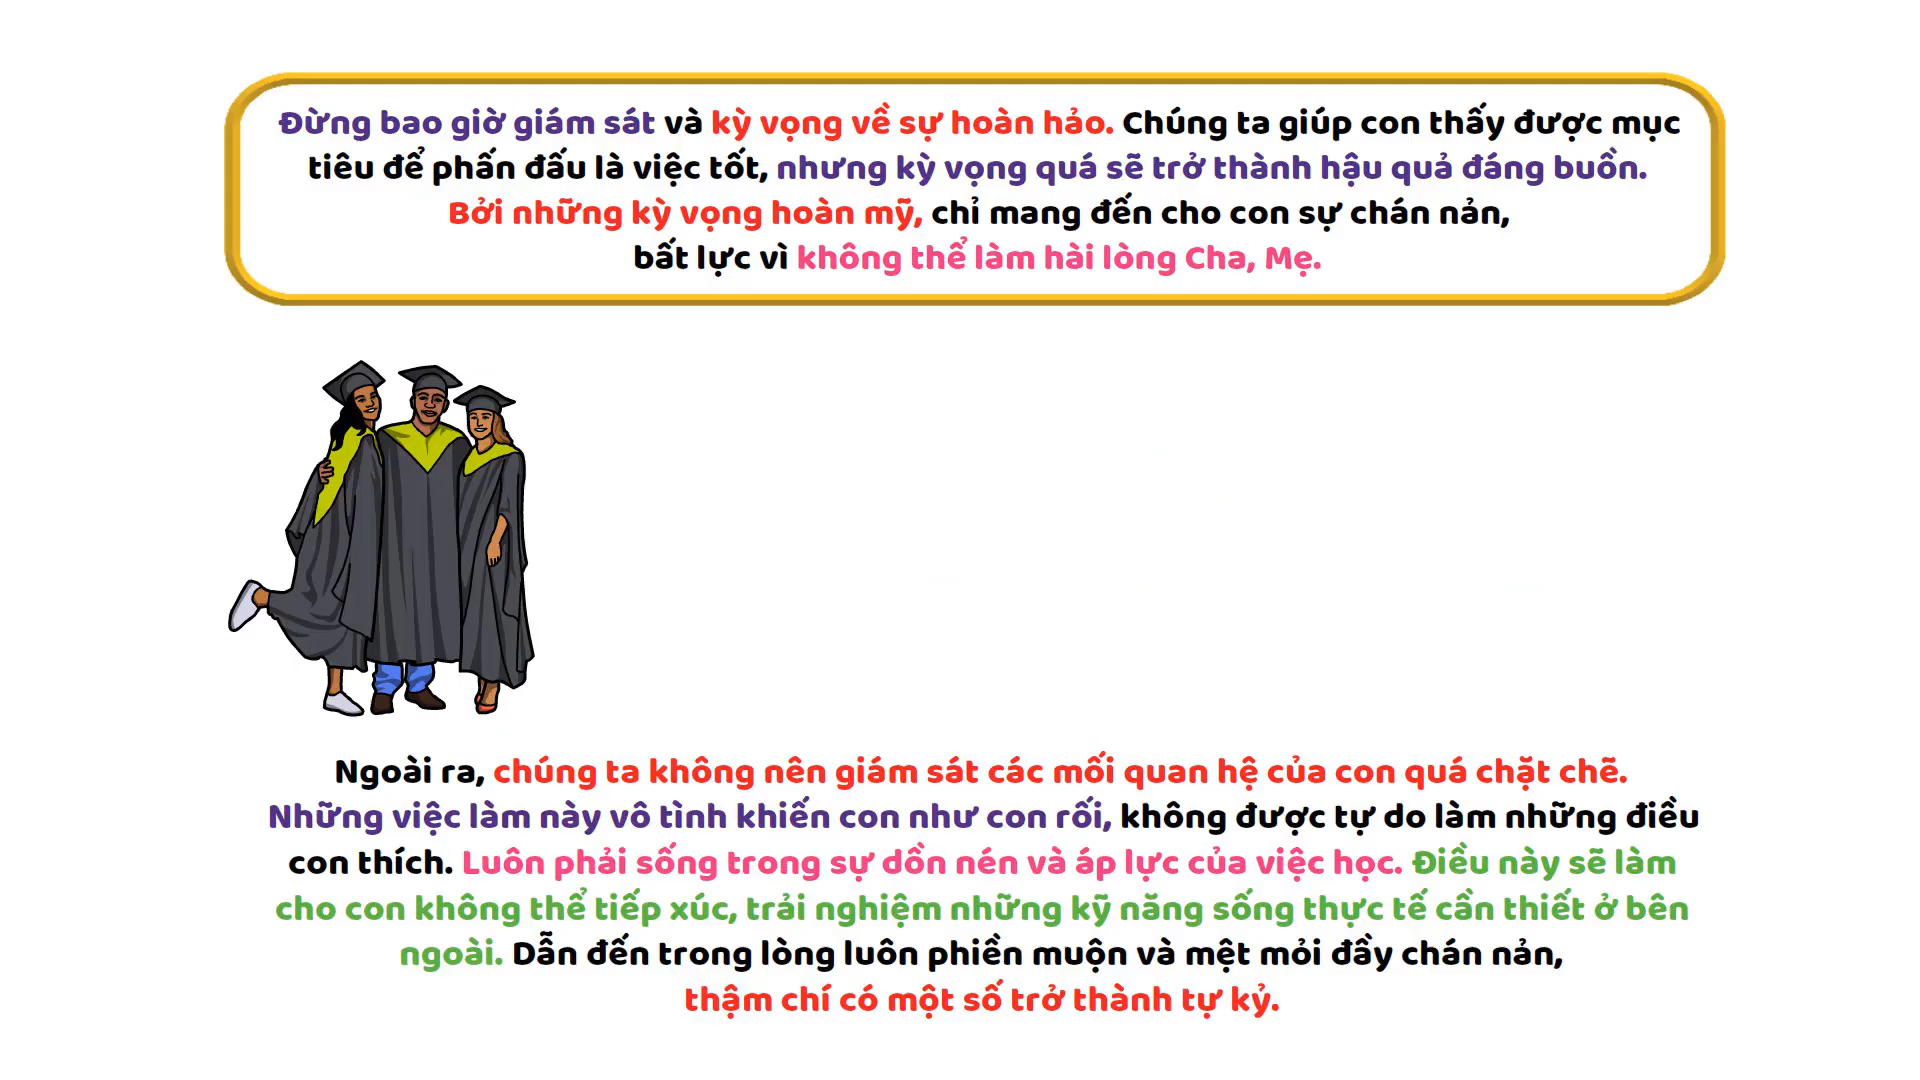 Đừng bao giờ giám sát và kỳ vọng về sự hoàn hảo. Chúng ta giúp con thấy được mục
tiêu để phấn đấu là việc tốt, nhưng kỳ vọng quá sẽ trở thành hậu quả đáng buồn.
Bởi những kỳ vọng hoàn mỹ, chỉ mang đến cho con sự chán nản,
bất lực vì không thể làm hài lòng Cha, Mẹ.
Ngoài ra, chúng ta không nên giám sát các mối quan hệ của con quá chặt chẽ.
Những việc làm này vô tình khiến con như con rối, không được tự do làm những điều
con thích. Luôn phải sống trong sự dồn nén và áp lực của việc học. Điều này sẽ làm
cho con không thể tiếp xúc, trải nghiệm những kỹ năng sống thực tế cần thiết ở bên
ngoài. Dẫn đến trong lòng luôn phiền muộn và mệt mỏi đầy chán nản,
thậm chí có một số trở thành tự kỷ.